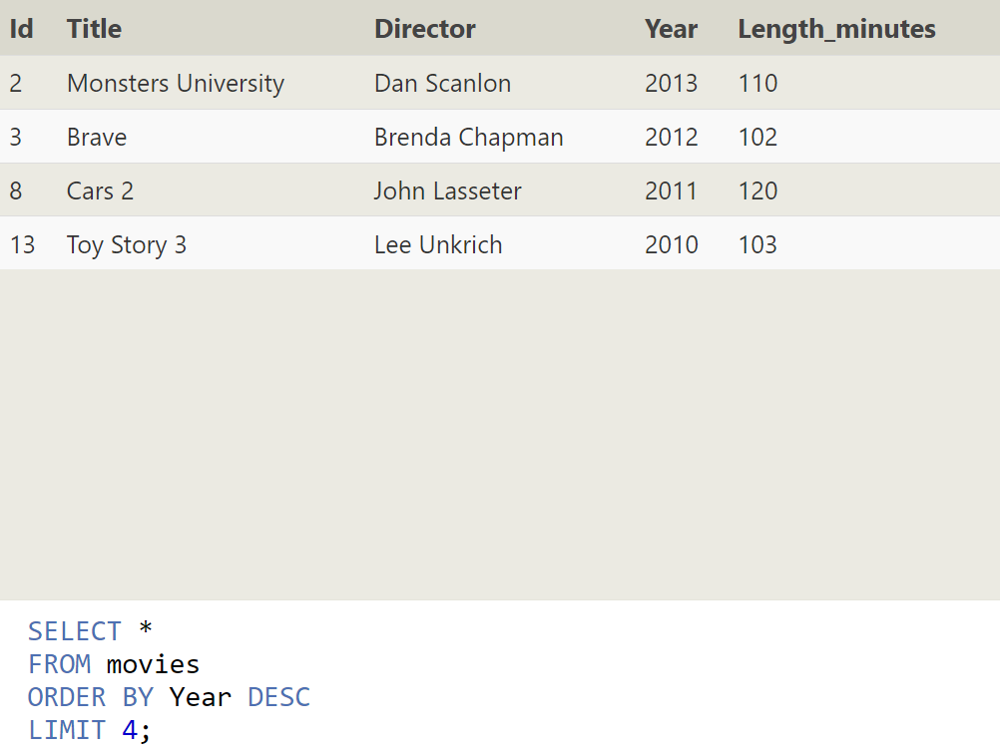 Id Title Director Year Length_minutes
2 Monsters University Dan Scanlon 2013 110
3 Brave Brenda Chapman 2012 102
8 Cars 2 John Lasseter 2011 120
13 Toy Story 3 Lee Unkrich 2010 103
SELECT *
FROM movies
ORDER BY Year DESC
LIMIT 4;